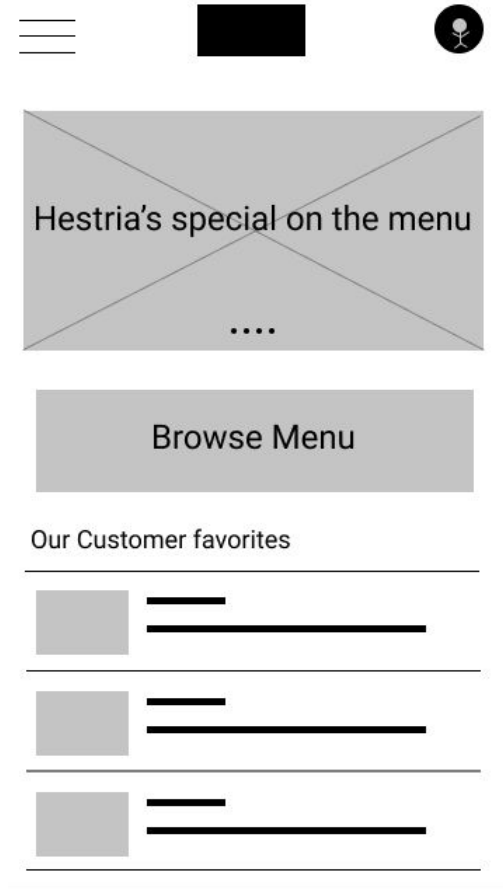 Hestria’s special on the menu
Browse Menu
Our Customer favorites